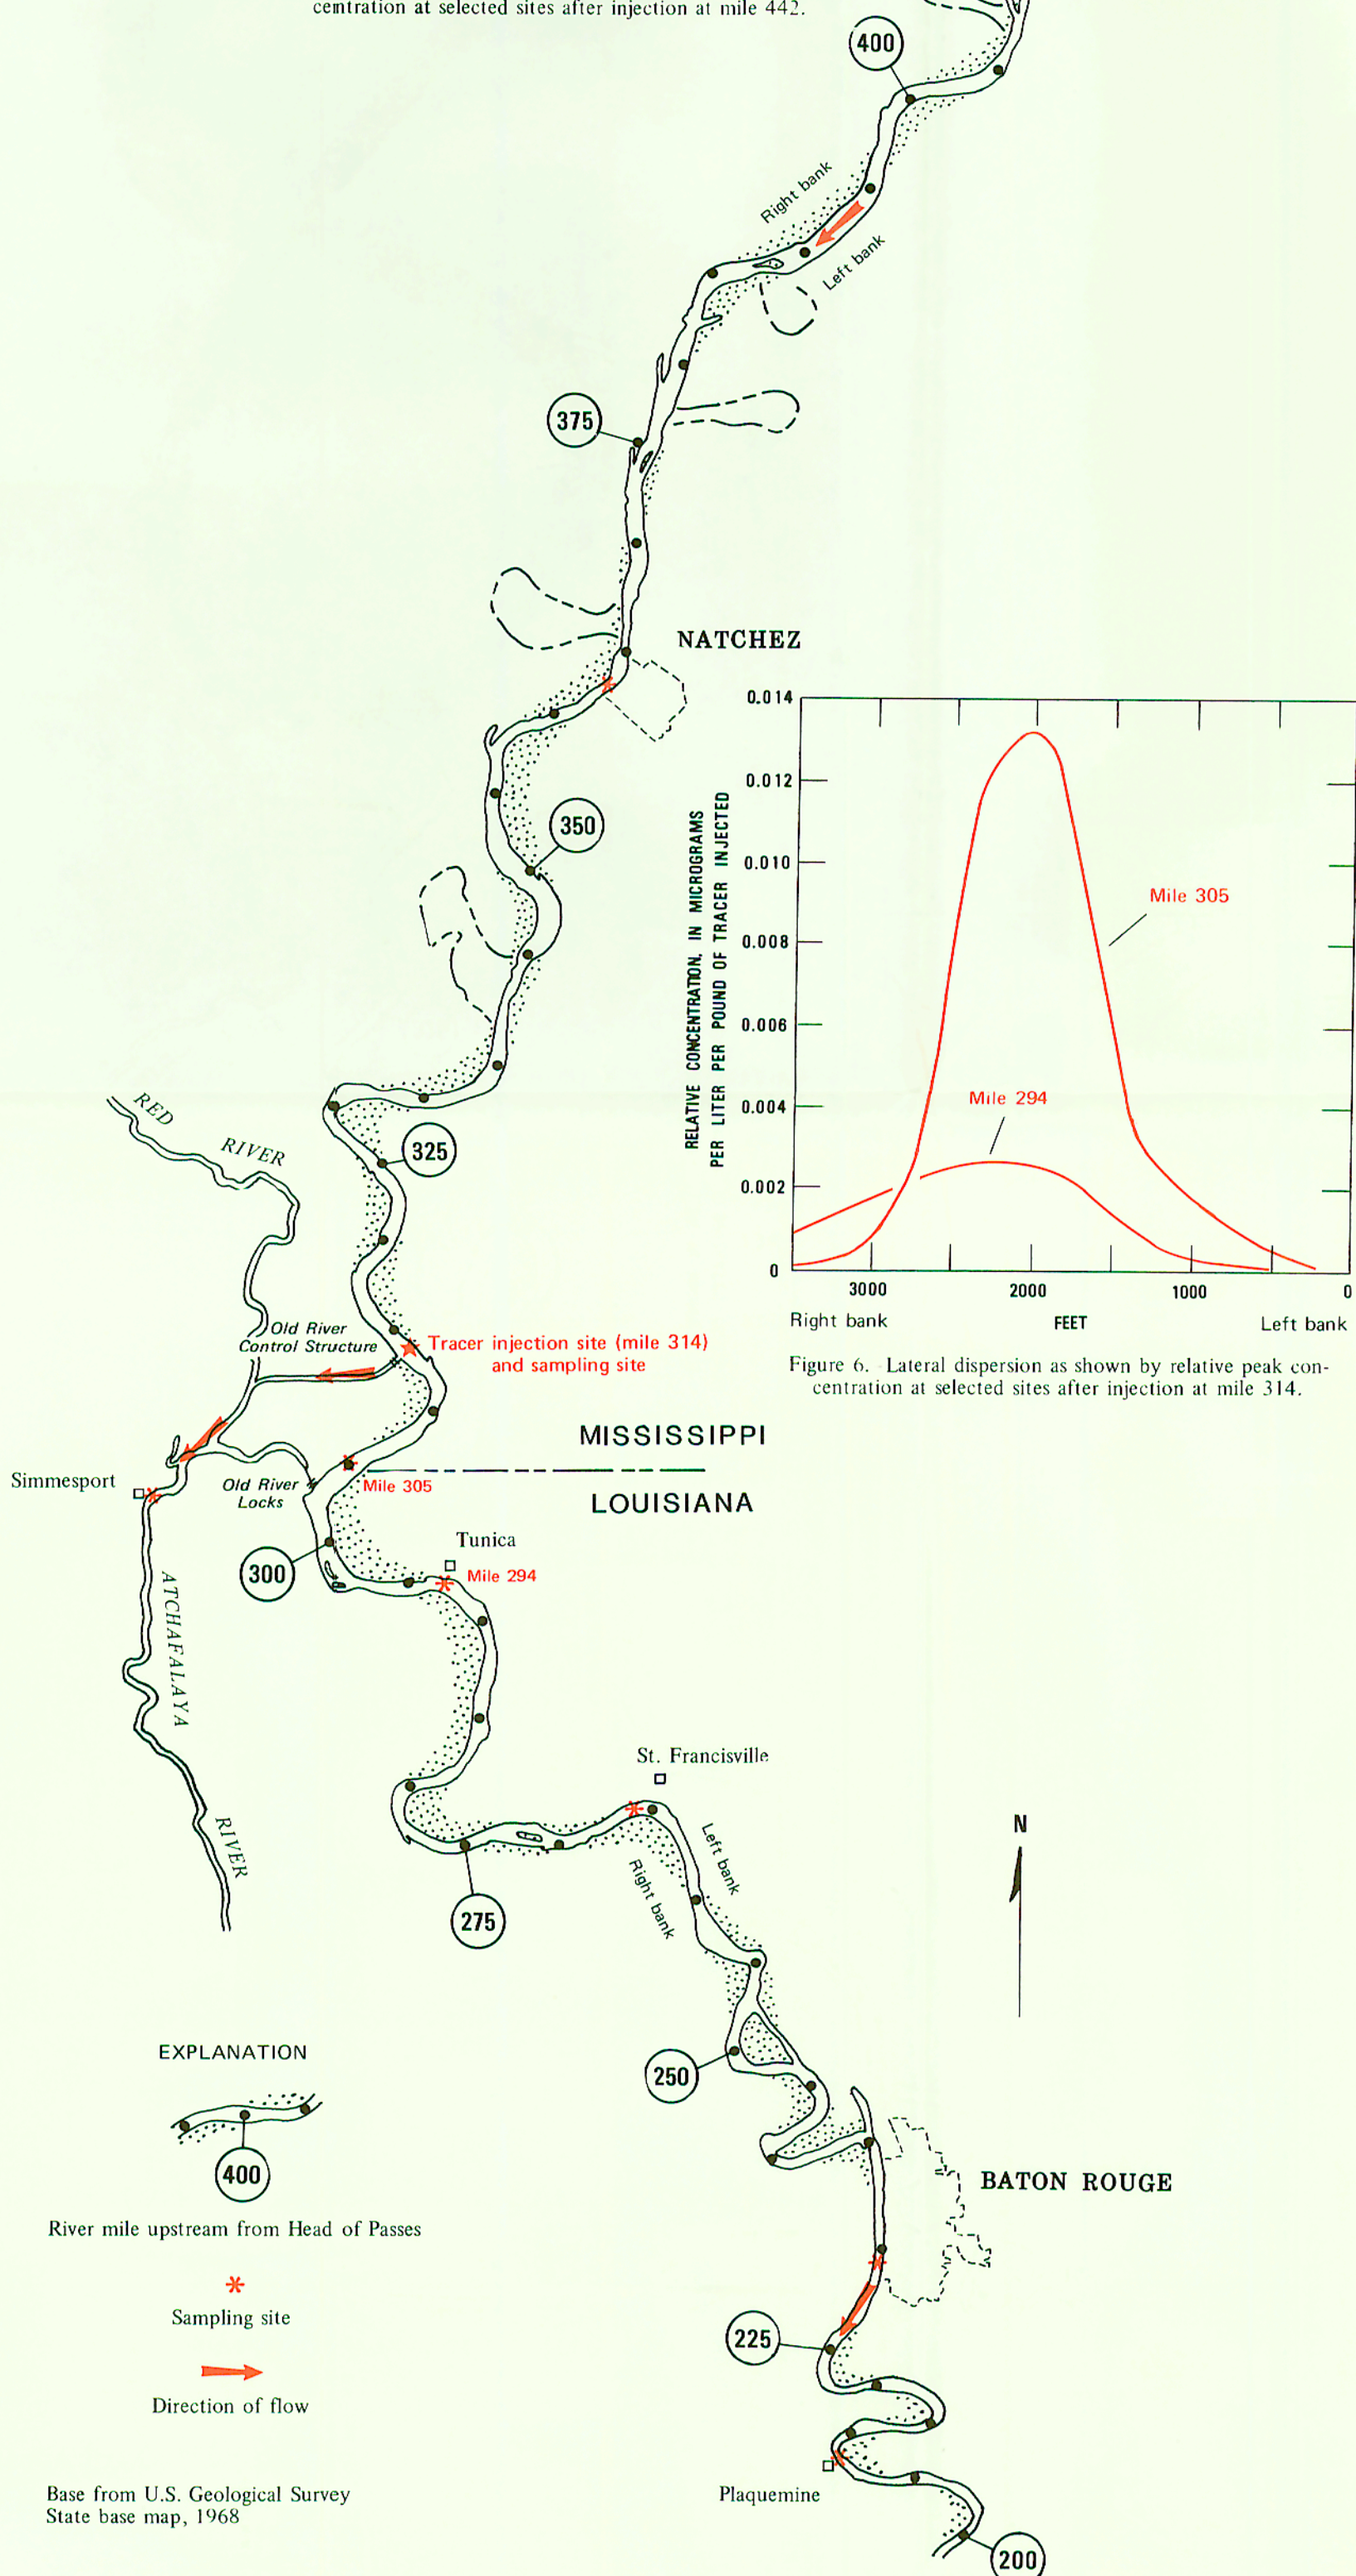 centration at selected sites after injection at mile 442.
400
Right bank
Left bank
375
NATCHEZ
350
0.014
0.012
0.010
0.008
0.006
0.004
0.002
0
RELATIVE CONCENTRATION, IN MICROGRAMS
PER LITER PER POUND OF TRACER INJECTED
Mile 305
Mile 294
3000
2000
1000
0
Right bank
FEET
Left bank
Figure 6. Lateral dispersion as shown by relative peak con-
centration at selected sites after injection at mile 314.
RED
RIVER
325
Old River
Control Structure
Tracer injection site (mile 314)
and sampling site
MISSISSIPPI
Simmesport
Old River
Locks
Mile 305
LOUISIANA
Tunica
300
Mile 294
ATCHAFALAYA
RIVER
St. Francisville
Left bank
Right bank
275
N
250
EXPLANATION
400
River mile upstream from Head of Passes
Sampling site
Direction of flow
BATON ROUGE
225
Plaquemine
200
Base from U.S. Geological Survey
State base map, 1968